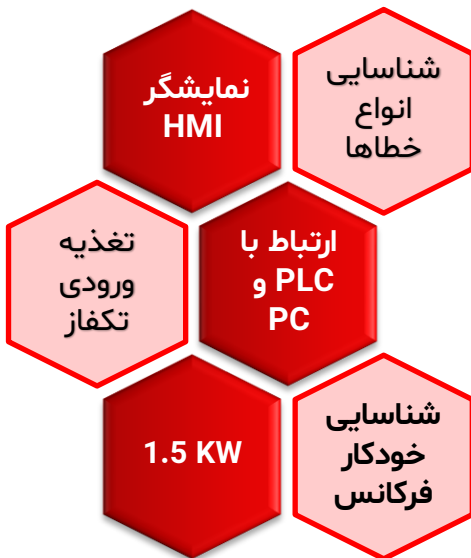 شناسایی
انواع
خطاها
نمایشگر
HMI
ارتباط با
PLC و
PC
تغذیه
ورودی
تکفاز
شناسایی
خودکار
فرکانس
1.5 KW